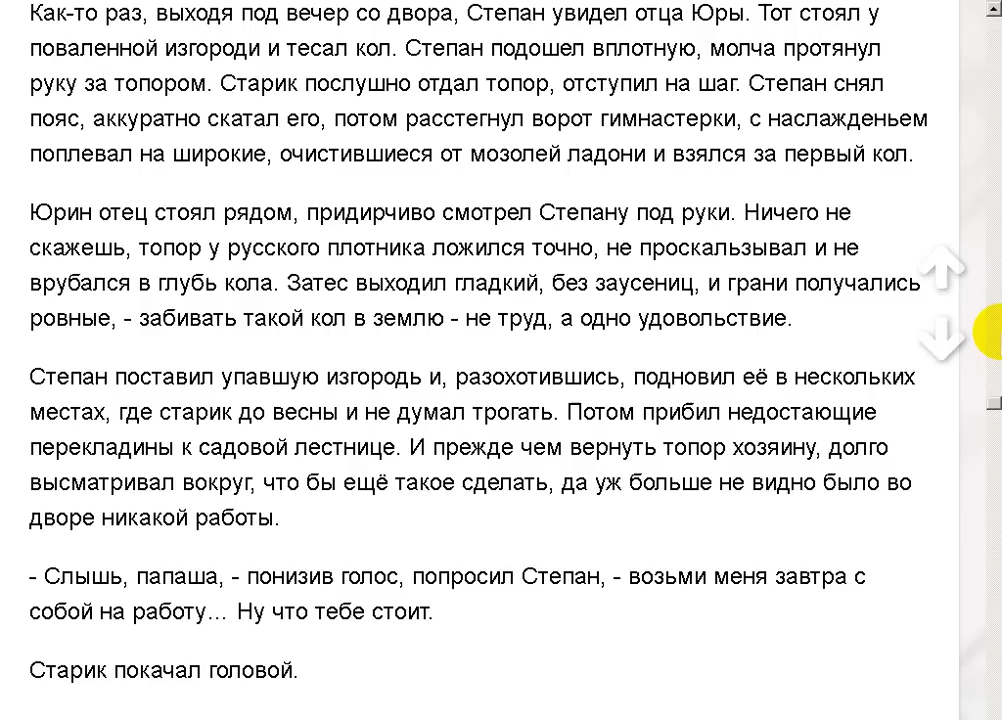 Как-то раз, выходя под вечер со двора, Степан увидел отца Юры. Тот стоял у
поваленной изгороди и тесал кол. Степан подошел вплотную, молча протянул
руку за топором. Старик послушно отдал топор, отступил на шаг. Степан снял
пояс, аккуратно скатал его, потом расстегнул ворот гимнастерки, с наслажденьем
поплевал на широкие, очистившиеся от мозолей ладони и взялся за первый кол.
Юрин отец стоял рядом, придирчиво смотрел Степану под руки. Ничего не
скажешь, топор у русского плотника ложился точно, не проскальзывал и не
врубался в глубь кола. Затес выходил гладкий, без заусениц, и грани получались
ровные, - забивать такой кол в землю - не труд, а одно удовольствие.
Степан поставил упавшую изгородь и, разохотившись, подновил её в нескольких
местах, где старик до весны и не думал трогать. Потом прибил недостающие
перекладины к садовой лестнице. И прежде чем вернуть топор хозяину, долго
высматривал вокруг, что бы ещё такое сделать, да уж больше не видно было во
дворе никакой работы.
- Слышь, папаша, - понизив голос, попросил Степан, - возьми меня завтра с
собой на работу... Ну что тебе стоит.
Старик покачал головой.